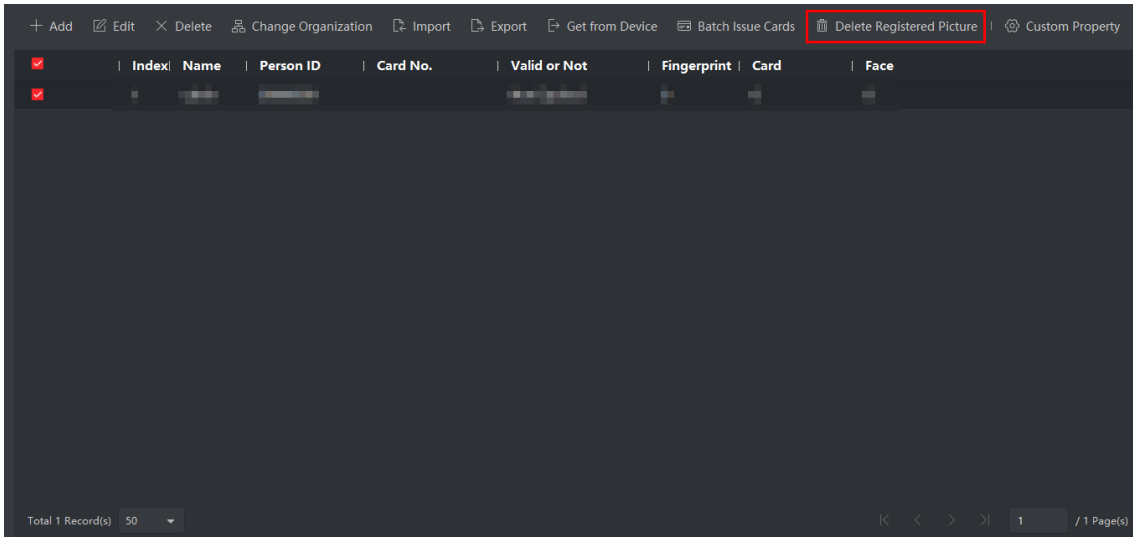 Add Edit Delete Change Organization Import Export Get from Device Batch Issue Cards Delete Registered Picture Custom Property
Index Name Person ID Card No. Valid or Not Fingerprint Card Face
Total 1 Record(s) 50 1 / 1 Page(s)